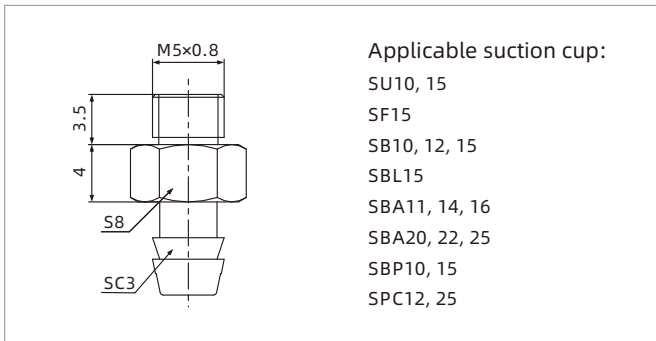 M5×0.8
3.5
4
S8
SC3
Applicable suction cup:
SU10, 15
SF15
SB10, 12, 15
SBL15
SBA11, 14, 16
SBA20, 22, 25
SBP10, 15
SPC12, 25